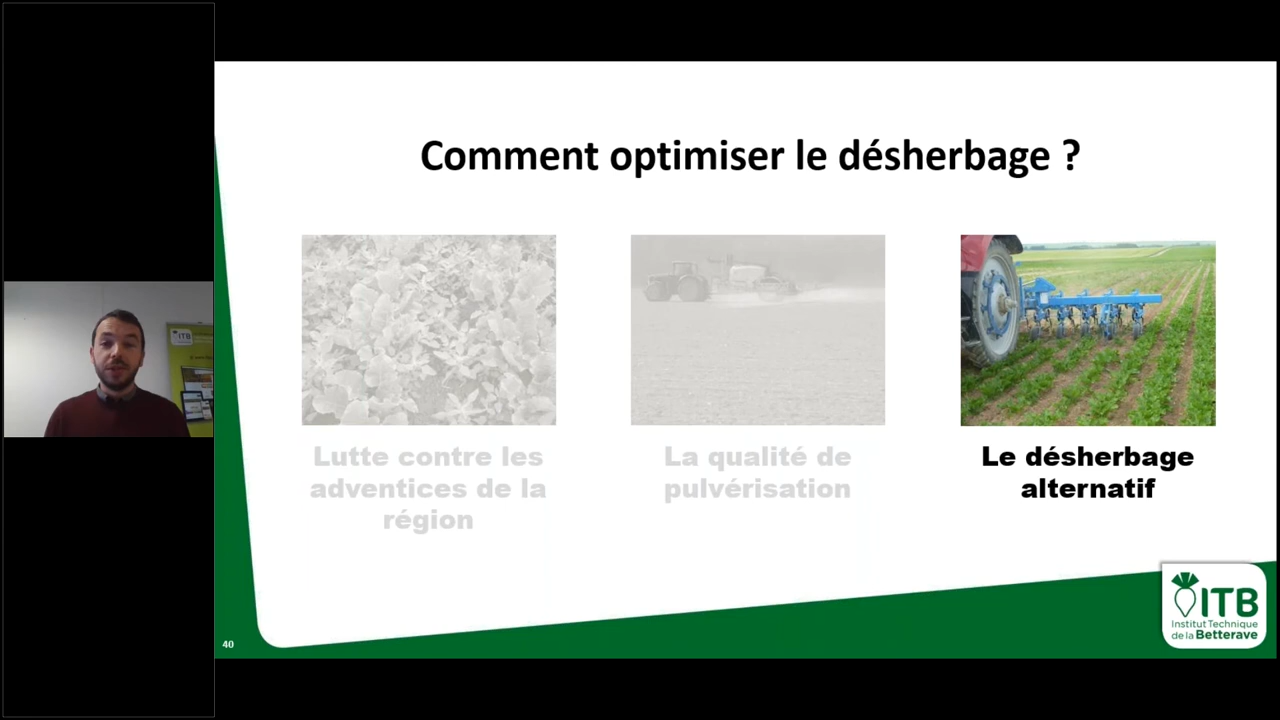 Comment optimiser le désherbage ?
Lutte contre les
adventices de la
région
La qualité de
pulvérisation
Le désherbage
alternatif
40
ITB
Institut Technique
de la Betterave
ITB